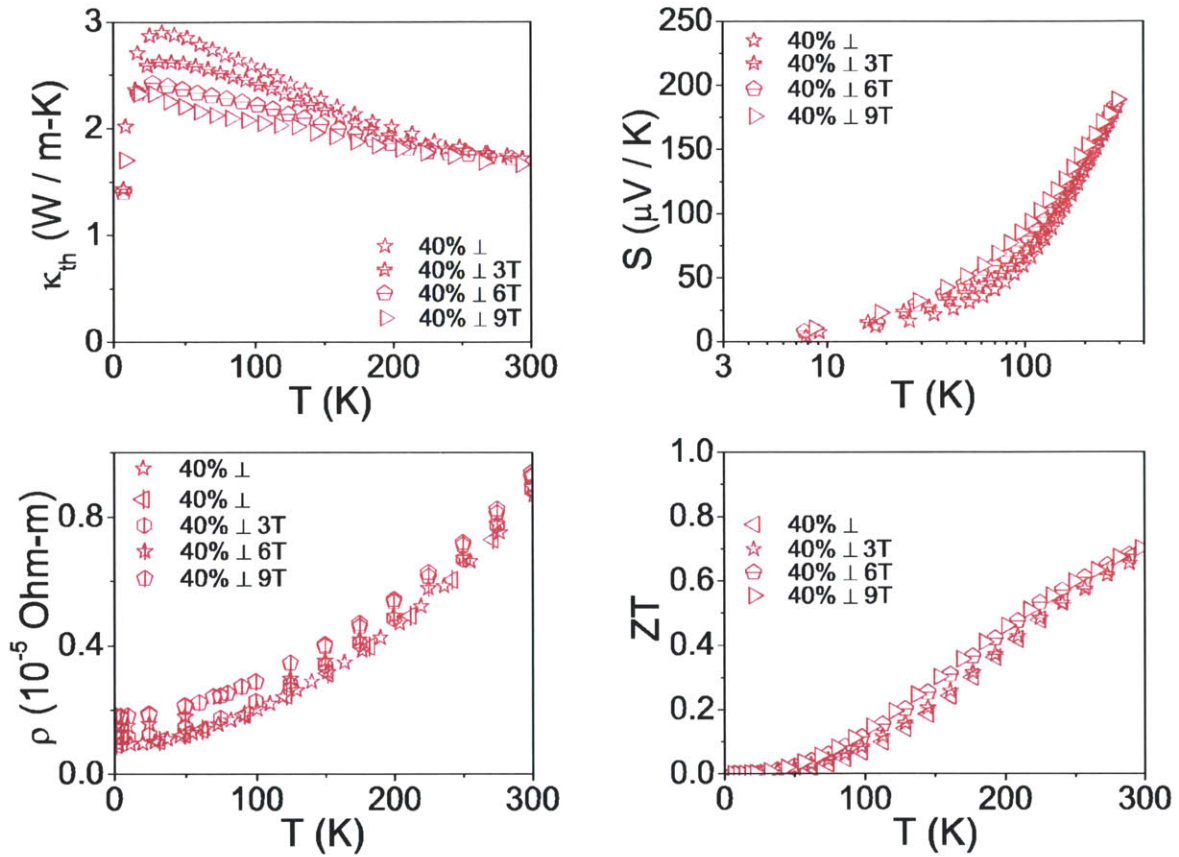 3
2
1
0
κth (W / m-K)
40% ⊥
40% ⊥ 3T
40% ⊥ 6T
40% ⊥ 9T
0 100 200 300
T (K)
250
200
150
100
50
0
S (μV / K)
40% ⊥
40% ⊥ 3T
40% ⊥ 6T
40% ⊥ 9T
3 10 100
T (K)
0.8
0.4
0.0
ρ (10-5 Ohm-m)
40% ⊥
40% ⊥
40% ⊥ 3T
40% ⊥ 6T
40% ⊥ 9T
0 100 200 300
T (K)
1.0
0.8
0.6
0.4
0.2
0.0
ZT
40% ⊥
40% ⊥ 3T
40% ⊥ 6T
40% ⊥ 9T
0 100 200 300
T (K)